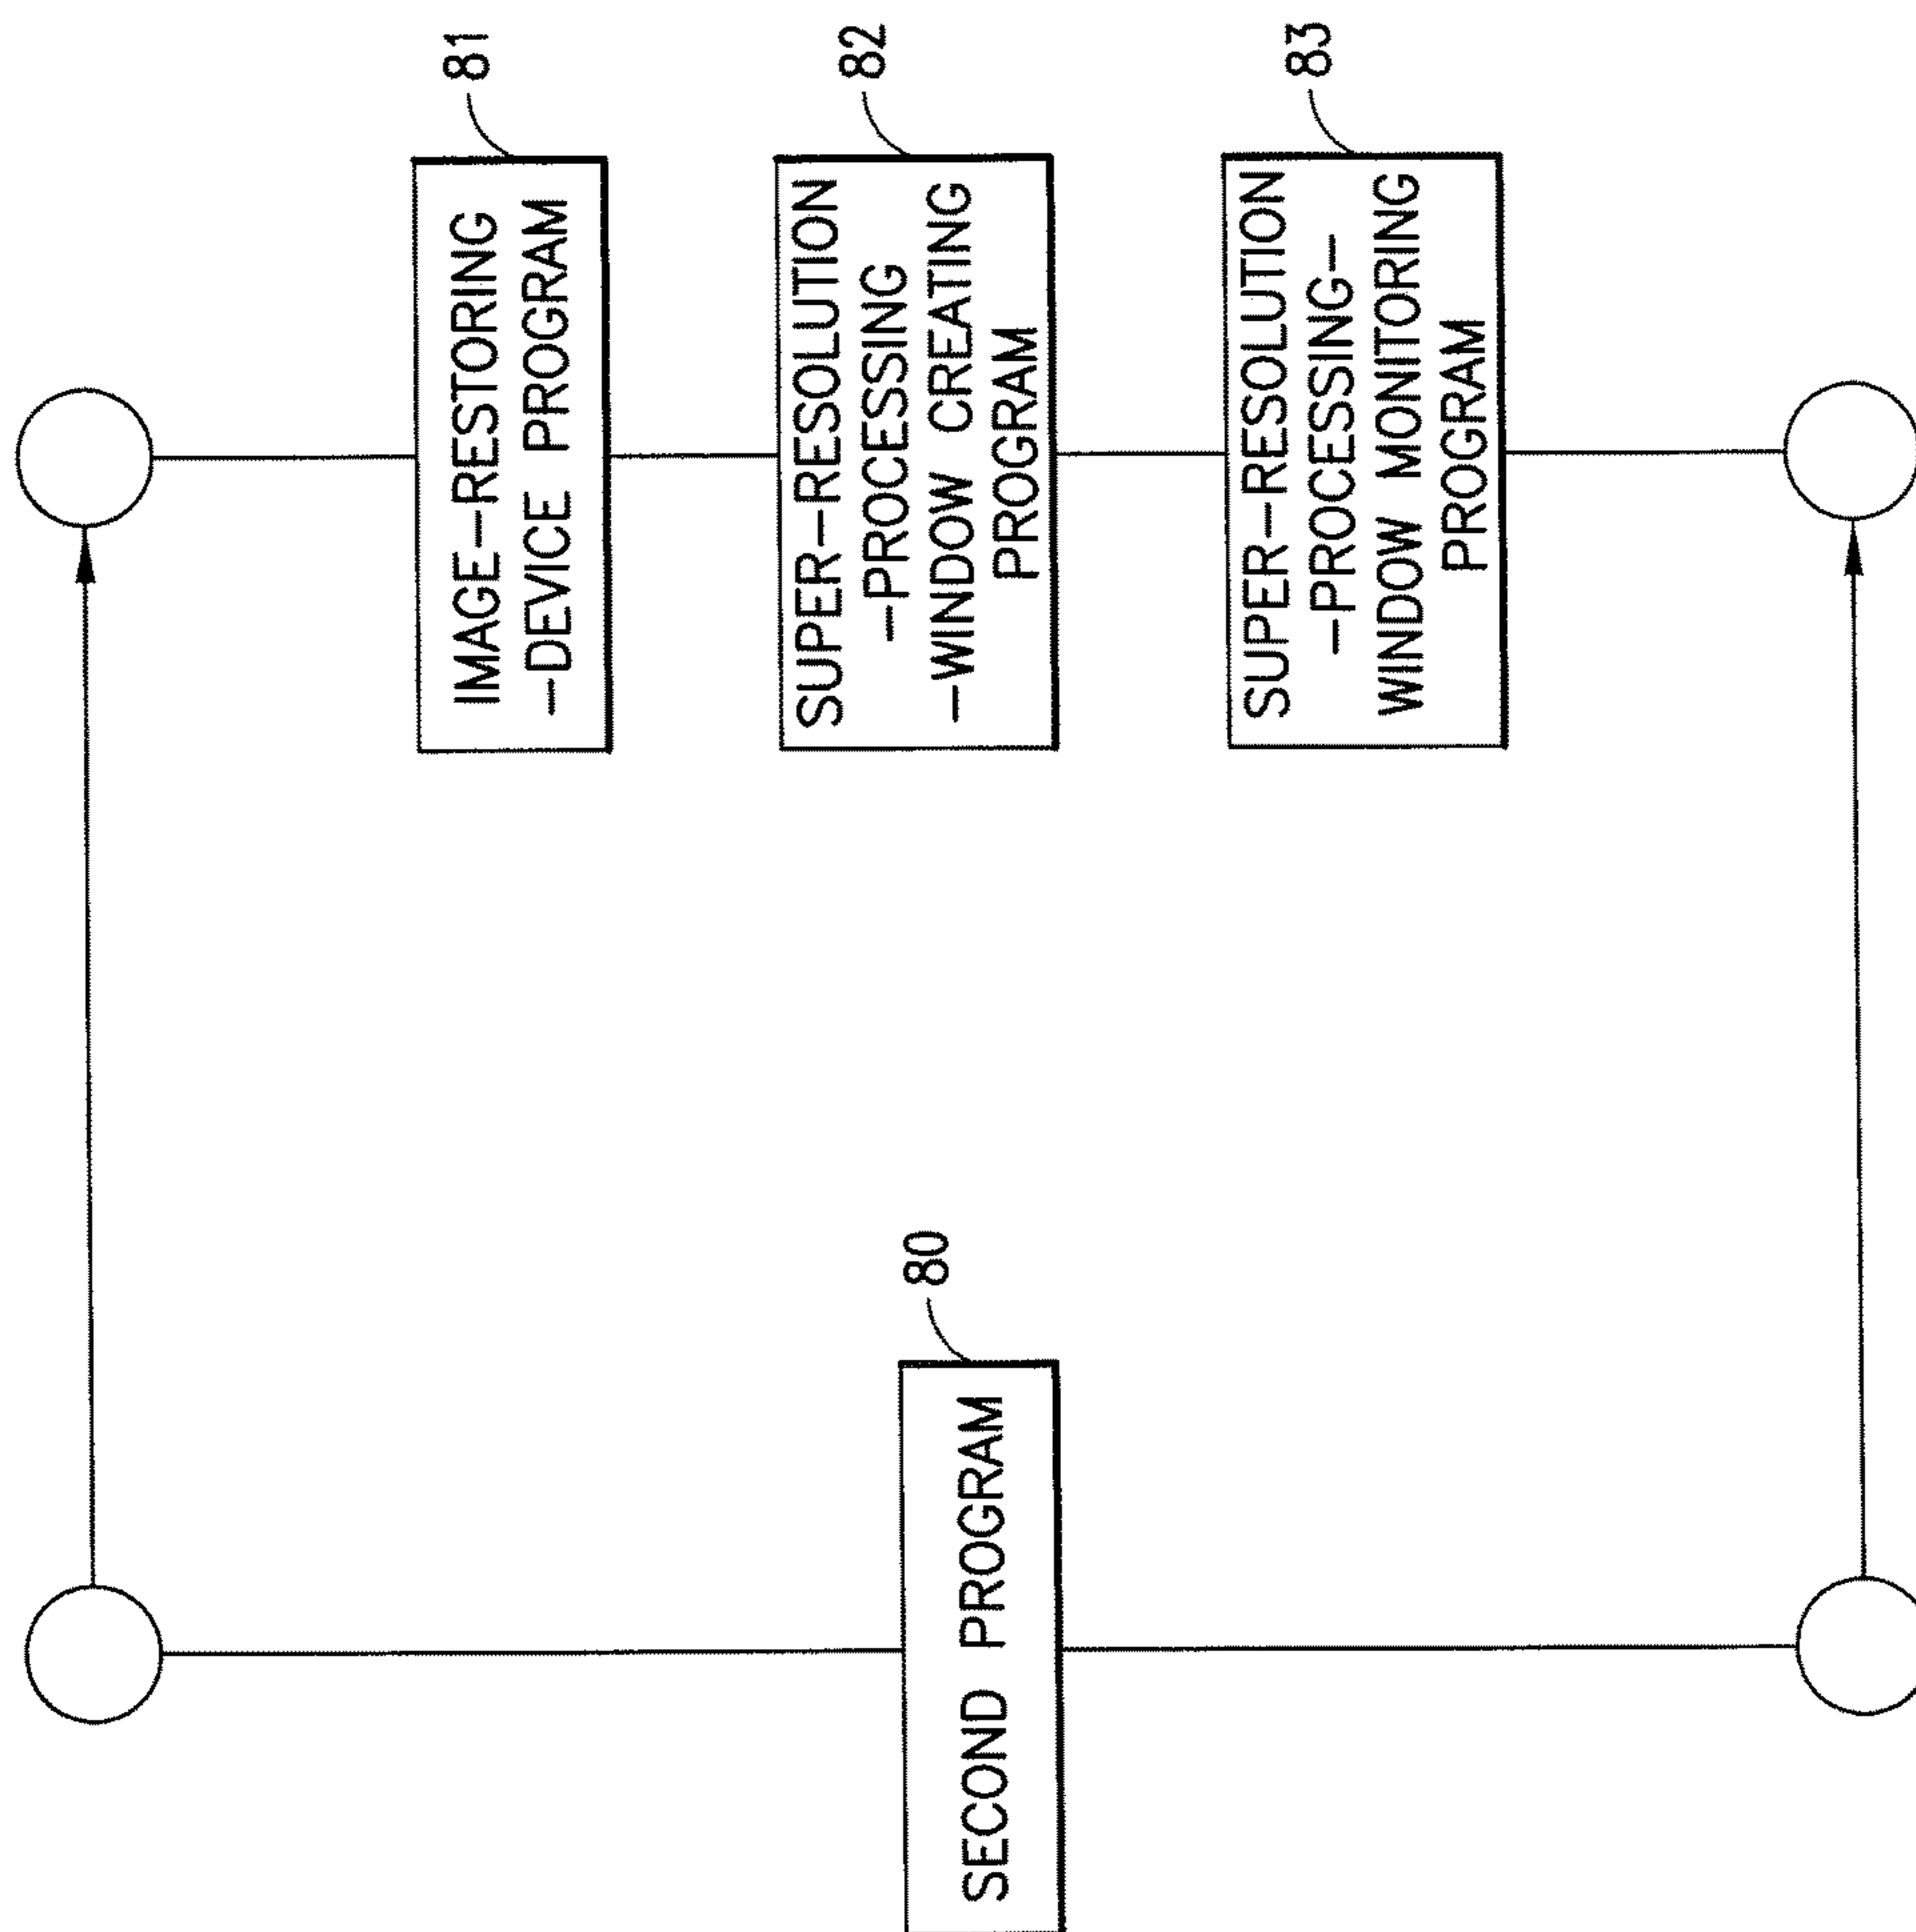 81
IMAGE-RESTORING
-DEVICE PROGRAM
82
SUPER-RESOLUTION
-PROCESSING
-WINDOW CREATING
PROGRAM
83
SUPER-RESOLUTION
-PROCESSING-
WINDOW MONITORING
PROGRAM
80
SECOND PROGRAM